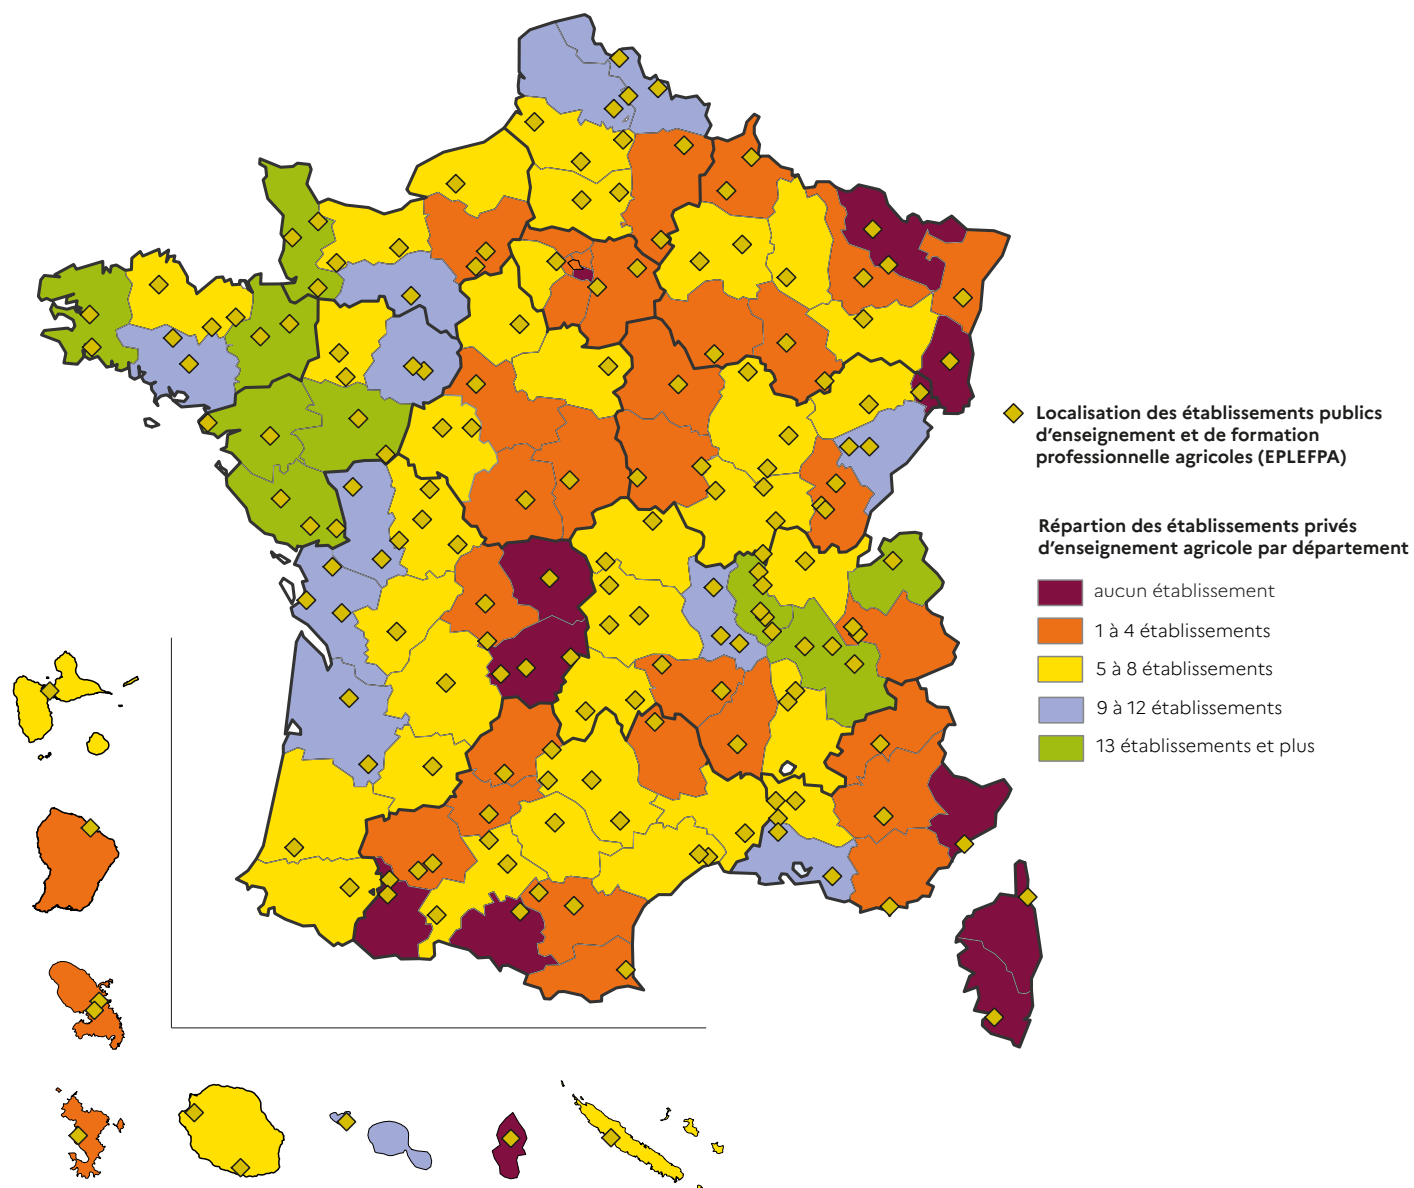 Localisation des établissements publics
d'enseignement et de formation
professionnelle agricoles (EPLEFPA)
Répartion des établissements privés
d'enseignement agricole par département
aucun établissement
1 à 4 établissements
5 à 8 établissements
9 à 12 établissements
13 établissements et plus